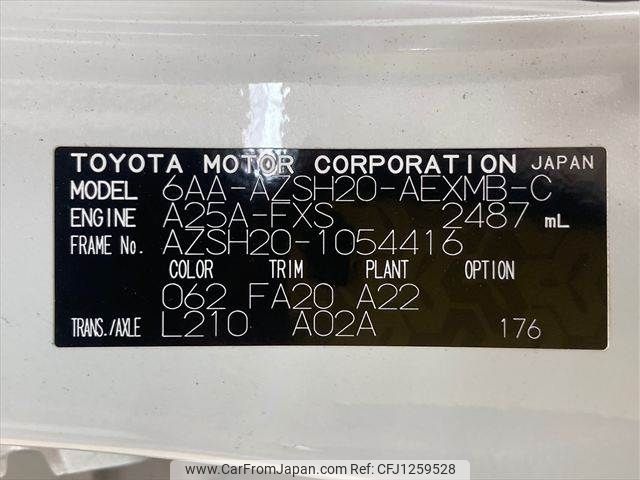 TOYOTA MOTOR CORPORATION JAPAN
MODEL 6AA-AZSH20-AEXMB-C
ENGINE A25A-FXS 2487 mL
FRAME No. AZSH20-1054416
COLOR TRIM PLANT OPTION
062 FA20 A22
TRANS./AXLE L210 A02A 176
www.CarFromJapan.com|CFJ1259528